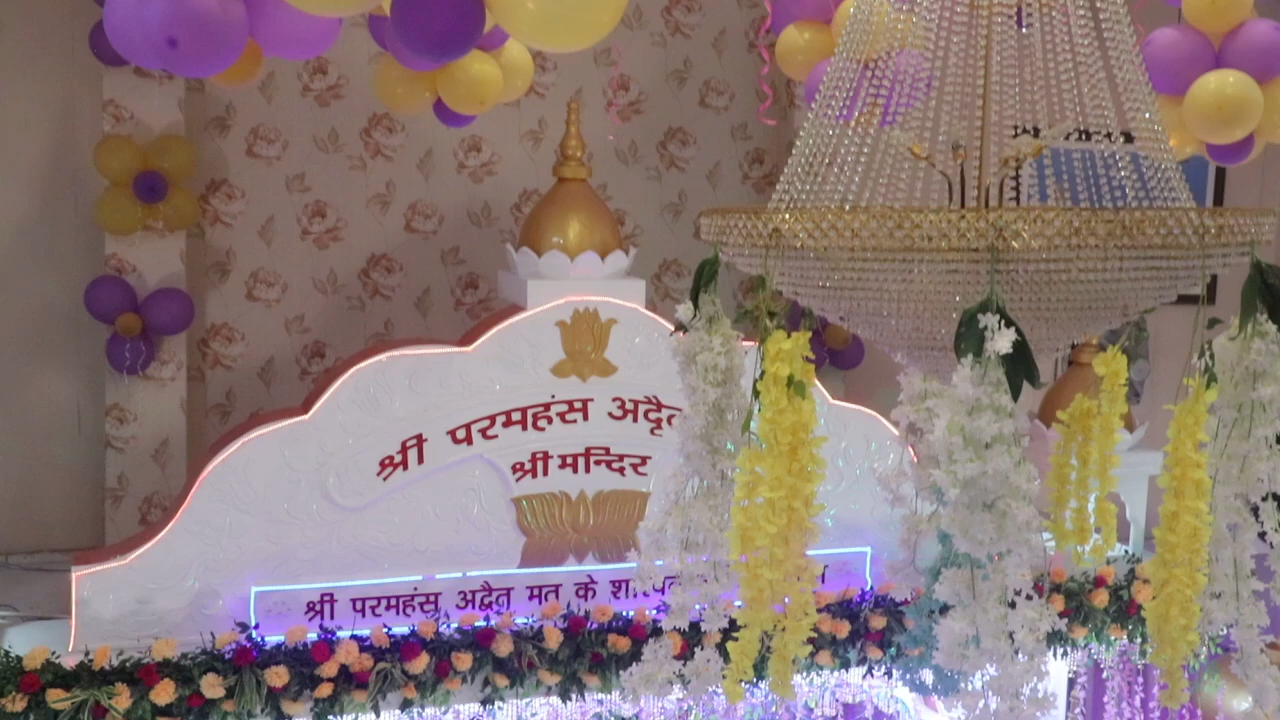 श्री परमहंस अद्वैत
श्री मन्दिर
श्री परमहंस अद्वैत मत के